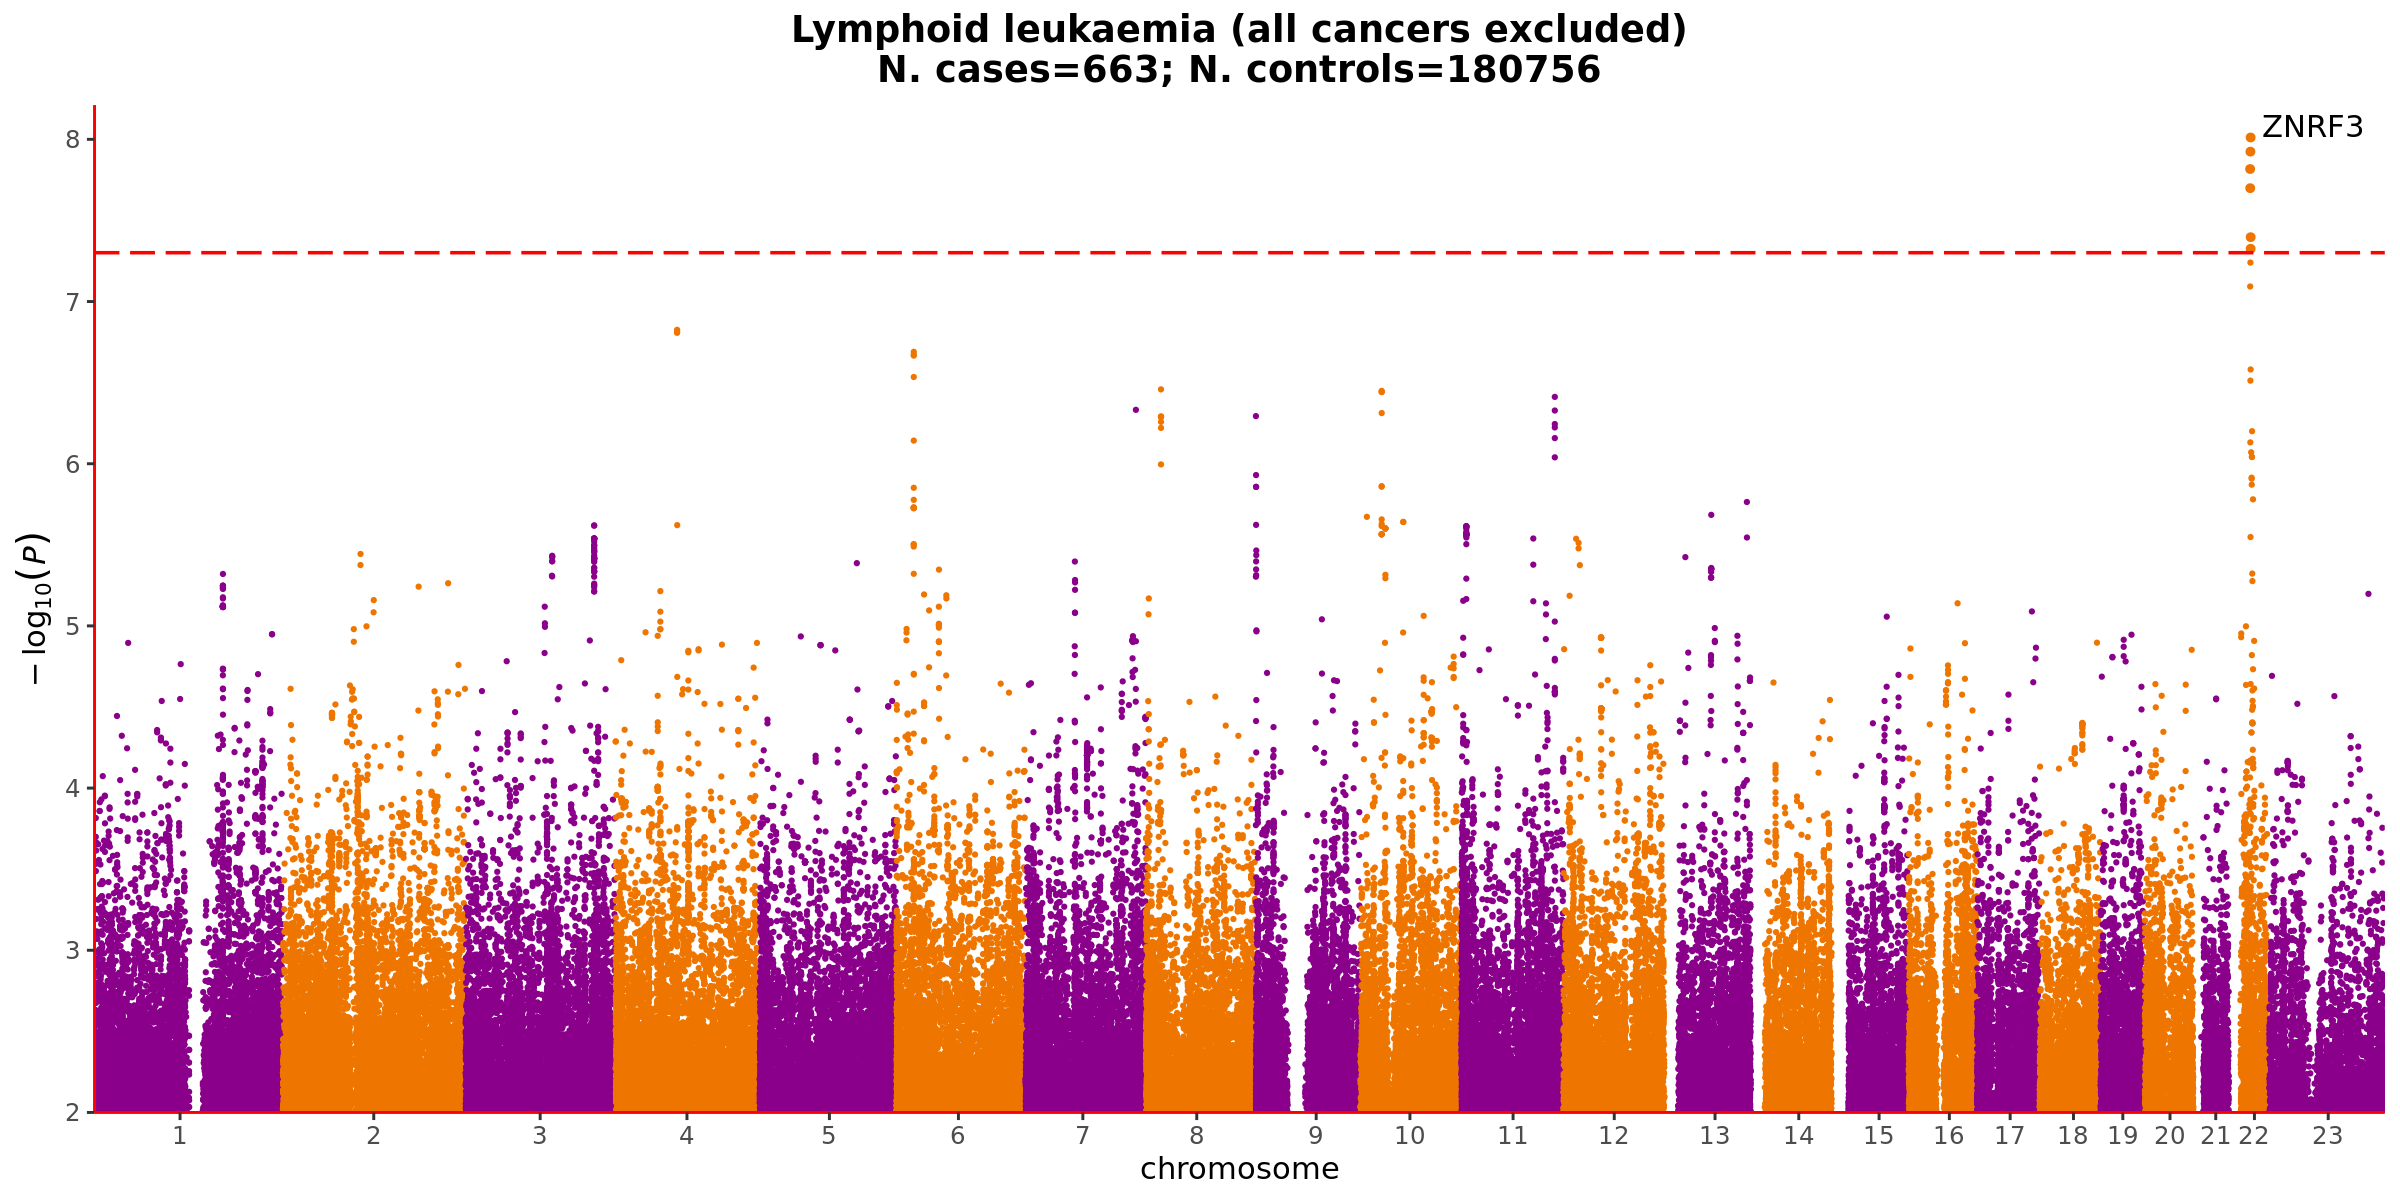 Lymphoid leukaemia (all cancers excluded)
N. cases=663; N. controls=180756
ZNRF3
8
7
6
5
4
3
2
−log10(P)
1 2 3 4 5 6 7 8 9 10 11 12 13 14 15 16 17 18 19 20 21 22 23
chromosome